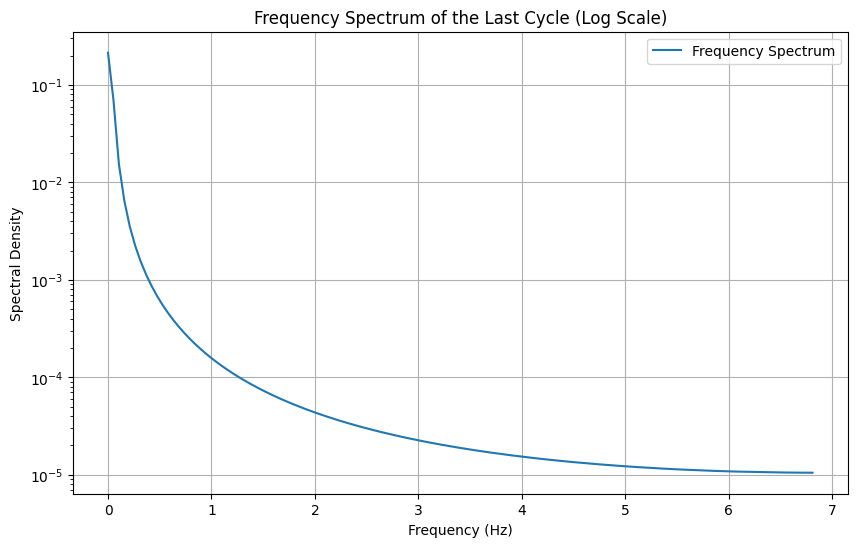 Frequency Spectrum of the Last Cycle (Log Scale)
Frequency Spectrum
10⁻¹
10⁻²
10⁻³
10⁻⁴
10⁻⁵
Spectral Density
0 1 2 3 4 5 6 7
Frequency (Hz)